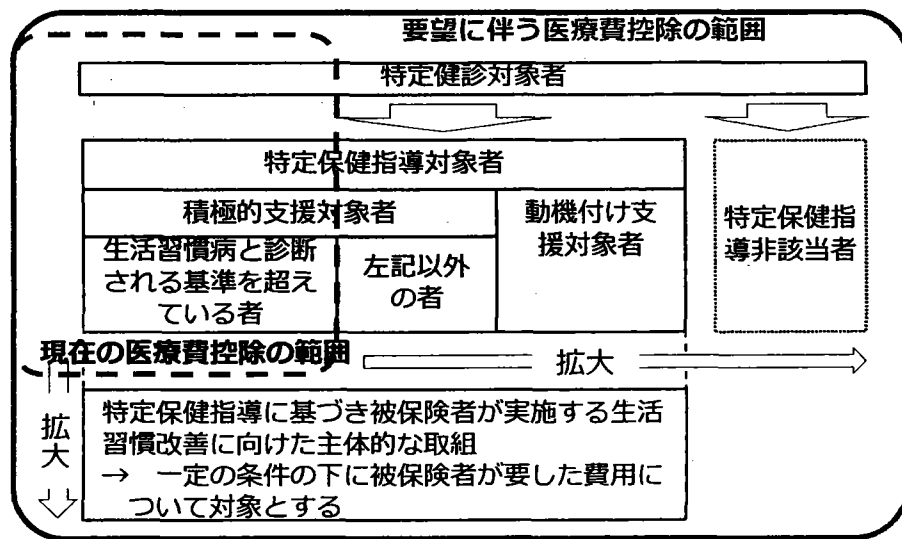 要望に伴う医療費控除の範囲
特定健診対象者
特定保健指導対象者
積極的支援対象者
動機付け支
援対象者
特定保健指
導非該当者
生活習慣病と診断
される基準を超え
ている者
左記以外
の者
現在の医療費控除の範囲
拡大
拡大
特定保健指導に基づき被保険者が実施する生活
習慣改善に向けた主体的な取組
→ 一定の条件の下に被保険者が要した費用に
ついて対象とする